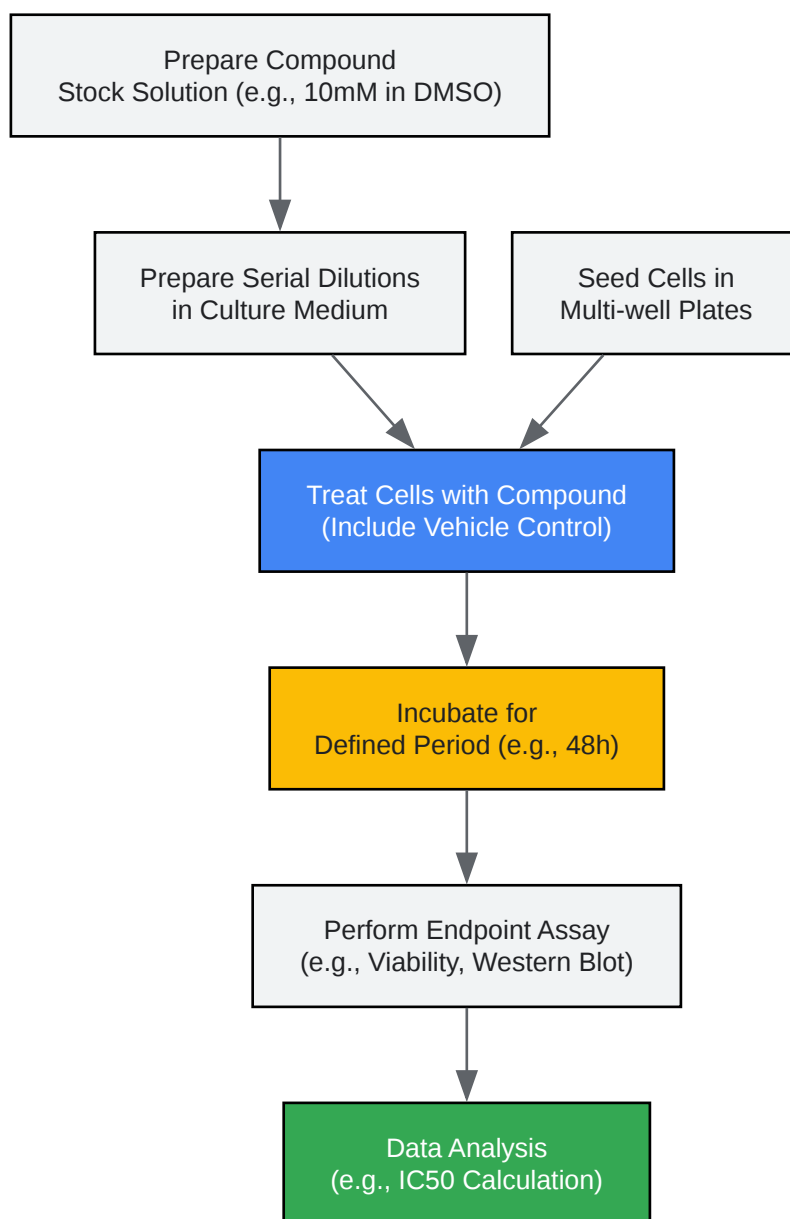 Prepare Compound
Stock Solution (e.g., 10mM in DMSO)
Prepare Serial Dilutions
in Culture Medium
Seed Cells in
Multi-well Plates
Treat Cells with Compound
(Include Vehicle Control)
Incubate for
Defined Period (e.g., 48h)
Perform Endpoint Assay
(e.g., Viability, Western Blot)
Data Analysis
(e.g., IC50 Calculation)